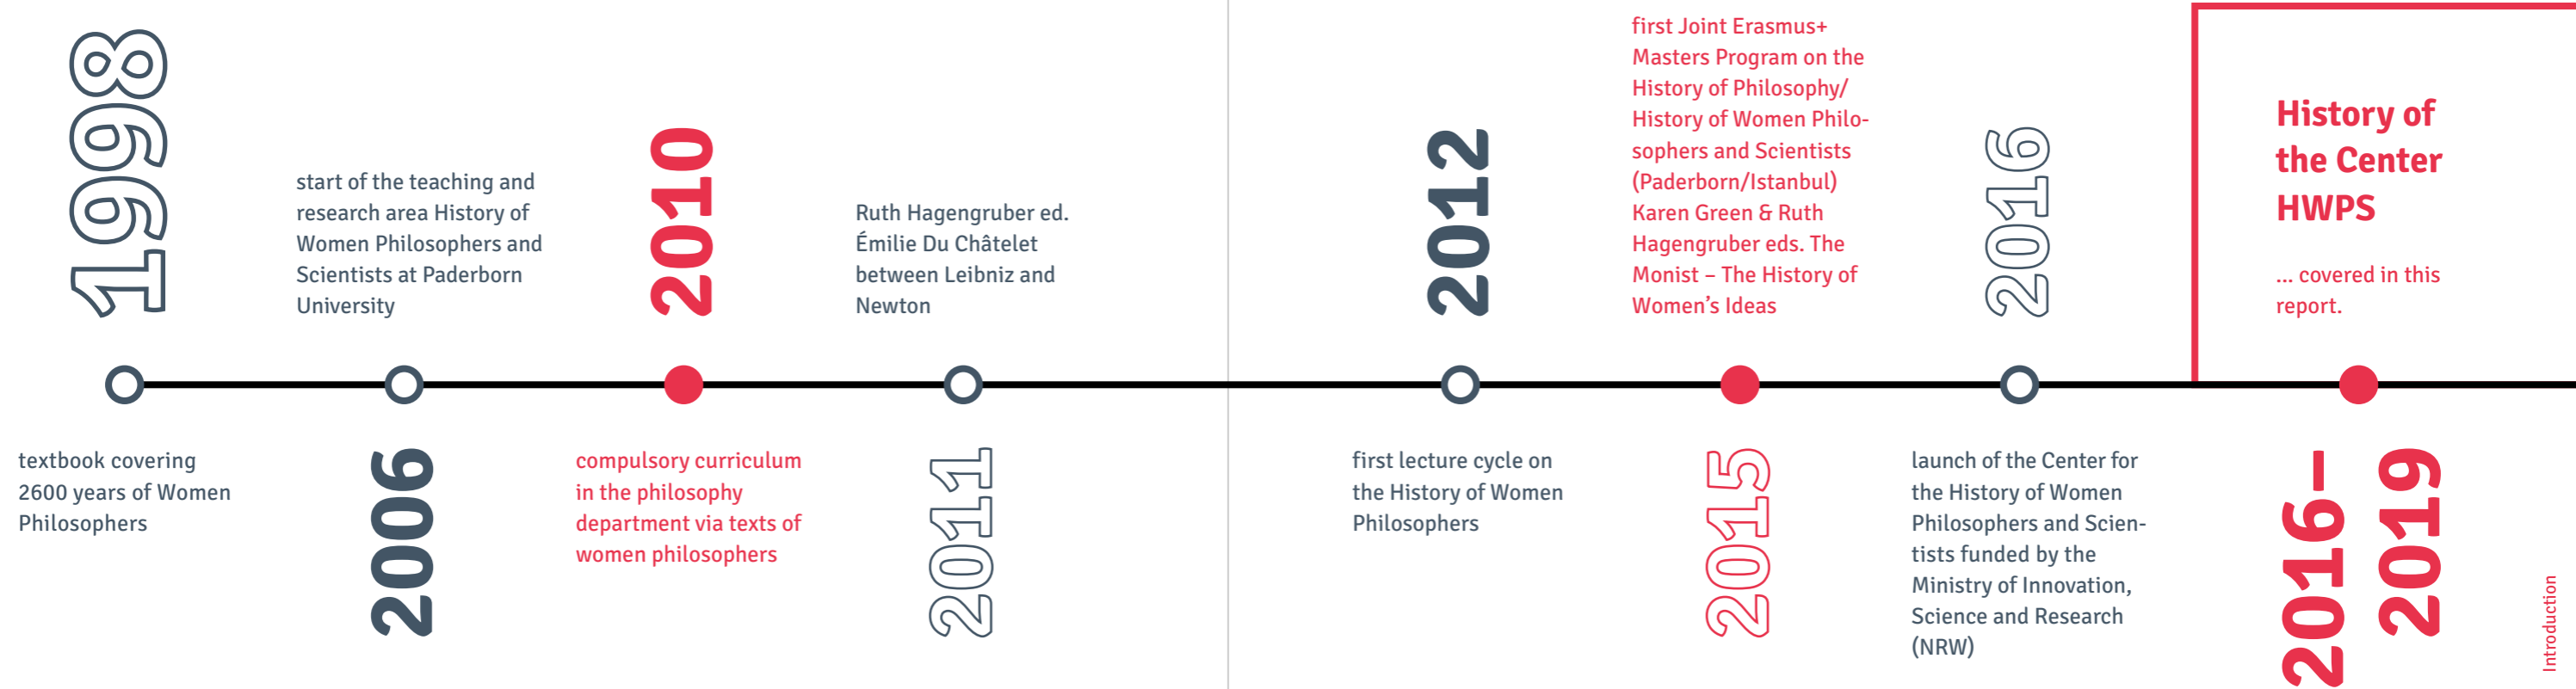 1998
textbook covering
2600 years of Women
Philosophers
start of the teaching and
research area History of
Women Philosophers and
Scientists at Paderborn
University
2006
2010
compulsory curriculum
in the philosophy
department via texts of
women philosophers
Ruth Hagengruber ed.
Émilie Du Châtelet
between Leibniz and
Newton
2011
2012
first lecture cycle on
the History of Women
Philosophers
first Joint Erasmus+
Masters Program on the
History of Philosophy/
History of Women Philo-
sophers and Scientists
(Paderborn/Istanbul)
Karen Green & Ruth
Hagengruber eds. The
Monist – The History of
Women’s Ideas
2015
2016
launch of the Center for
the History of Women
Philosophers and Scien-
tists funded by the
Ministry of Innovation,
Science and Research
(NRW)
History of
the Center
HWPS
... covered in this
report.
2016–
2019
Introduction